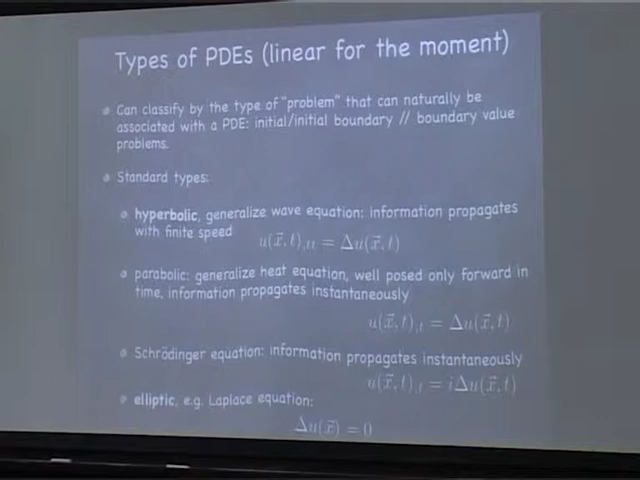 Types of PDEs (linear for the moment)
Can classify by the type of "problem" that can naturally be
associated with a PDE: initial/initial boundary // boundary value
problems.
Standard types:
hyperbolic, generalize wave equation: information propagates
with finite speed
u(x⃗,t),tt = Δu(x⃗,t)
parabolic: generalize heat equation, well posed only forward in
time, information propagates instantaneously
u(x⃗,t),t = Δu(x⃗,t)
Schrödinger equation: information propagates instantaneously
u(x⃗,t),t = iΔu(x⃗,t)
elliptic, e.g. Laplace equation:
Δu(x⃗) = 0